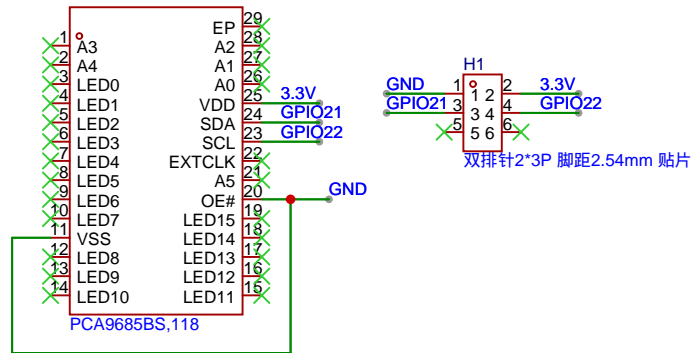 29
EP
1
A3
28
A2
2
A4
27
A1
3
LED0
26
A0
4
LED1
25
VDD
3.3V
5
LED2
24
SDA
GPIO21
6
LED3
23
SCL
GPIO22
7
LED4
22
EXTCLK
8
LED5
21
A5
9
LED6
20
OE#
GND
10
LED7
19
LED15
11
VSS
18
LED14
12
LED8
17
LED13
13
LED9
16
LED12
14
LED10
15
LED11
PCA9685BS,118
H1
GND 1 1 2 2 3.3V
GPIO21 3 3 4 4 GPIO22
5 5 6 6
双排针2*3P 脚距2.54mm 贴片